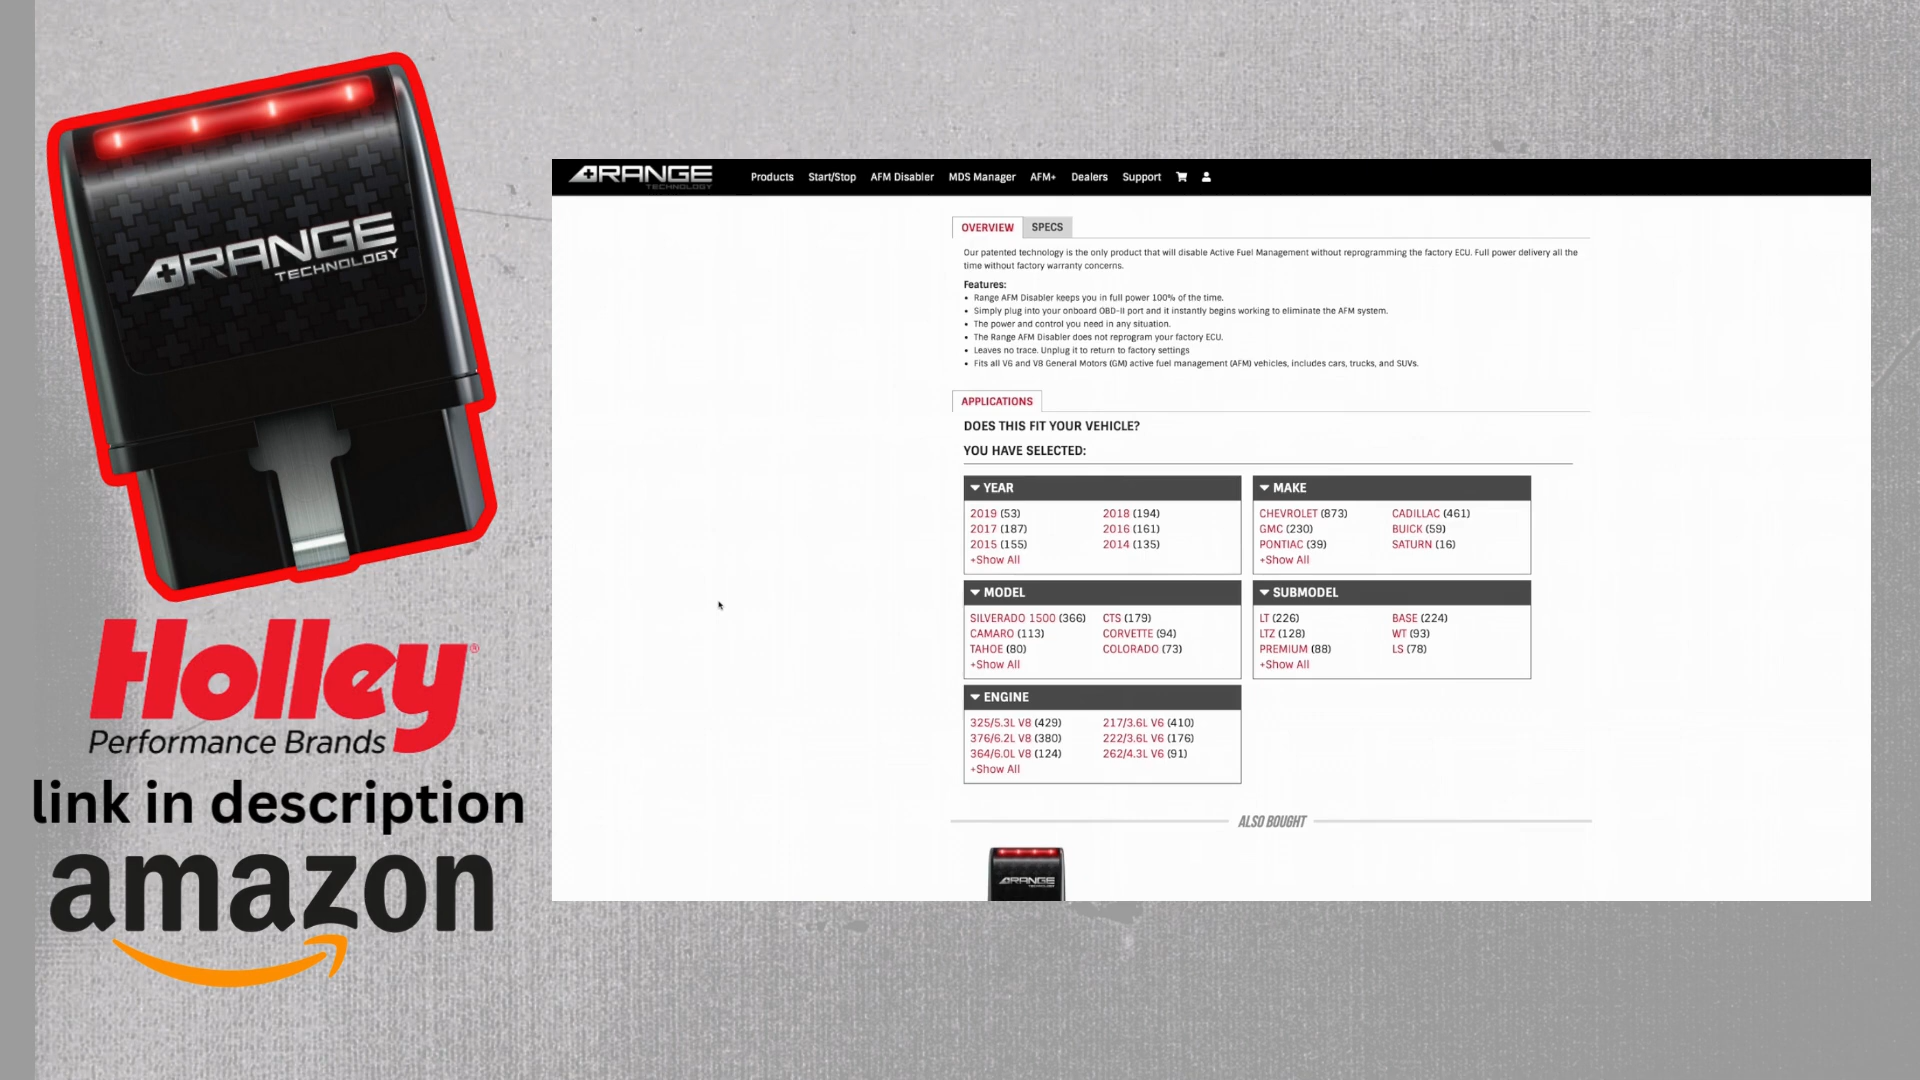 RANGE
TECHNOLOGY
Holley®
Performance Brands
link in description
amazon
RANGE
TECHNOLOGY
Products Start/Stop AFM Disabler MDS Manager AFM+ Dealers Support
OVERVIEW SPECS
Our patented technology is the only product that will disable Active Fuel Management without reprogramming the factory ECU. Full power delivery all the
time without factory warranty concerns.
Features:
• Range AFM Disabler keeps you in full power 100% of the time.
• Simply plug into your onboard OBD-II port and it instantly begins working to eliminate the AFM system.
• The power and control you need in any situation.
• The Range AFM Disabler does not reprogram your factory ECU.
• Leaves no trace. Unplug it to return to factory settings
• Fits all V6 and V8 General Motors (GM) active fuel management (AFM) vehicles, includes cars, trucks, and SUVs.
APPLICATIONS
DOES THIS FIT YOUR VEHICLE?
YOU HAVE SELECTED:
YEAR
2019 (53) 2018 (194)
2017 (187) 2016 (161)
2015 (155) 2014 (135)
+Show All
MAKE
CHEVROLET (873) CADILLAC (461)
GMC (230) BUICK (59)
PONTIAC (39) SATURN (16)
+Show All
MODEL
SILVERADO 1500 (366) CTS (179)
CAMARO (113) CORVETTE (94)
TAHOE (80) COLORADO (73)
+Show All
SUBMODEL
LT (226) BASE (224)
LTZ (128) WT (93)
PREMIUM (88) LS (78)
+Show All
ENGINE
325/5.3L V8 (429) 217/3.6L V6 (410)
376/6.2L V8 (380) 222/3.6L V6 (176)
364/6.0L V8 (124) 262/4.3L V6 (91)
+Show All
ALSO BOUGHT
RANGE
TECHNOLOGY